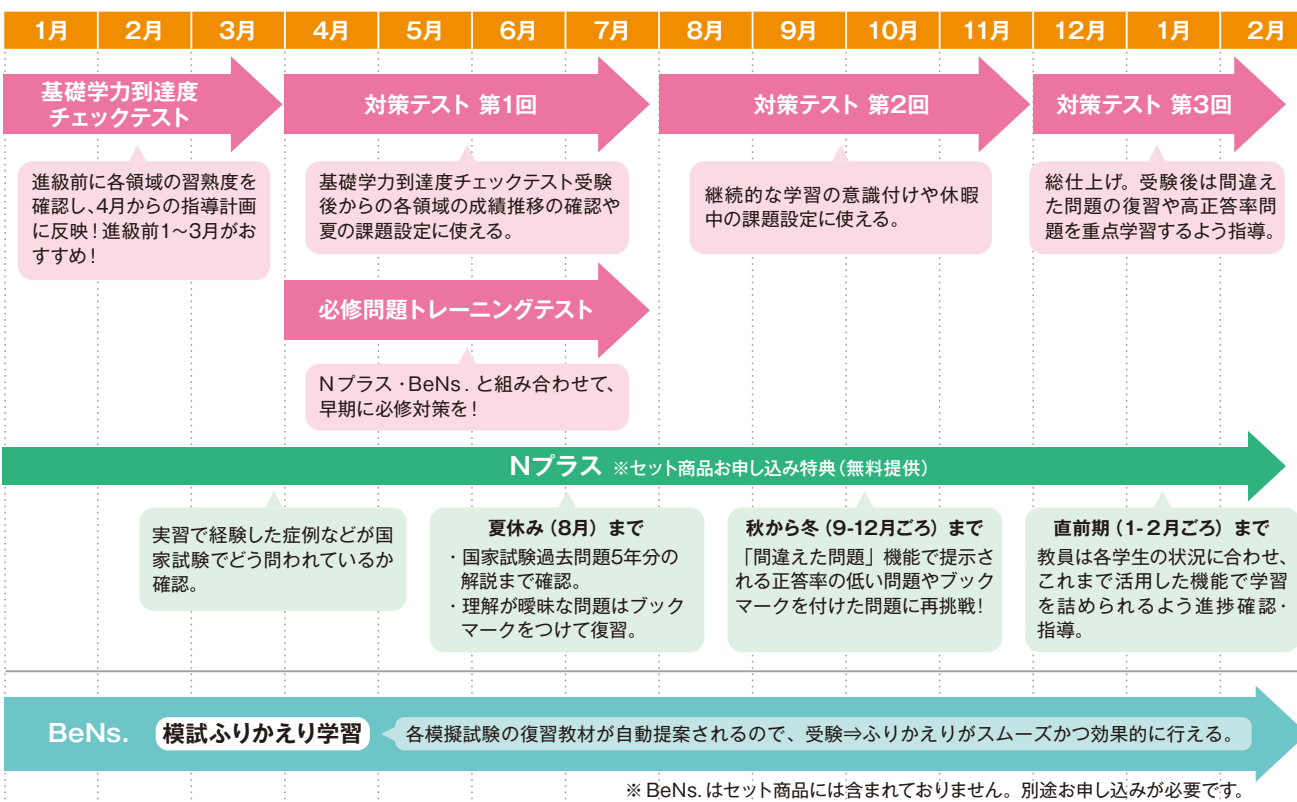 1月 2月 3月 4月 5月 6月 7月 8月 9月 10月 11月 12月 1月 2月
基礎学力到達度
チェックテスト
対策テスト 第1回
対策テスト 第2回
対策テスト 第3回
進級前に各領域の習熟度を
確認し、4月からの指導計画
に反映！進級前1〜3月がお
すすめ！
基礎学力到達度チェックテスト受験
後からの各領域の成績推移の確認や
夏の課題設定に使える。
継続的な学習の意識付けや休暇
中の課題設定に使える。
総仕上げ。受験後は間違え
た問題の復習や高正答率問
題を重点学習するよう指導。
必修問題トレーニングテスト
Nプラス・BeNs.と組み合わせて、
早期に必修対策を！
Nプラス ※セット商品お申し込み特典（無料提供）
実習で経験した症例などが国
家試験でどう問われているか
確認。
夏休み（8月）まで
・国家試験過去問題5年分の
解説まで確認。
・理解が曖昧な問題はブック
マークをつけて復習。
秋から冬（9-12月ごろ）まで
「間違えた問題」機能で提示さ
れる正答率の低い問題やブック
マークを付けた問題に再挑戦！
直前期（1-2月ごろ）まで
教員は各学生の状況に合わせ、
これまで活用した機能で学習
を詰められるよう進捗確認・
指導。
BeNs. 模試ふりかえり学習 各模擬試験の復習教材が自動提案されるので、受験⇒ふりかえりがスムーズかつ効果的に行える。
※BeNs.はセット商品には含まれておりません。別途お申し込みが必要です。